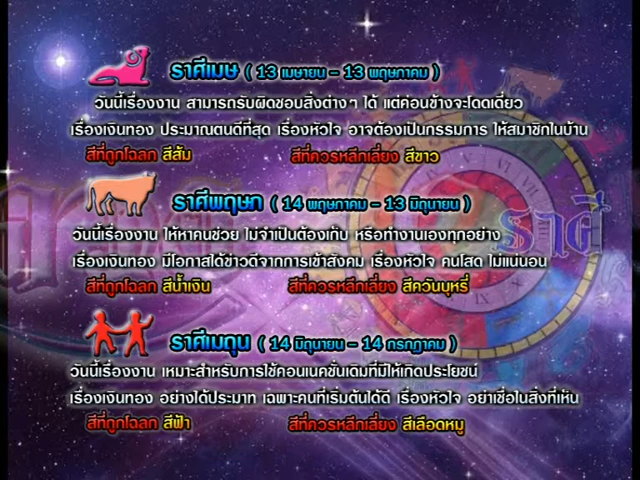 ราศีเมษ ( 13 เมษายน - 13 พฤษภาคม )
วันนี้เรื่องงาน สามารถรับผิดชอบสิ่งต่างๆ ได้ แต่ค่อนข้างจะโดดเดี่ยว
เรื่องเงินทอง ประมาณตนดีที่สุด เรื่องหัวใจ อาจต้องเป็นกรรมการ ให้สมาชิกในบ้าน
สีที่ถูกโฉลก สีส้ม สีที่ควรหลีกเลี่ยง สีขาว
ราศีพฤษภ ( 14 พฤษภาคม - 13 มิถุนายน )
วันนี้เรื่องงาน ให้หาคนช่วย ไม่จำเป็นต้องเก็บ หรือทำงานเองทุกอย่าง
เรื่องเงินทอง มีโอกาสได้ข่าวดีจากการเข้าสังคม เรื่องหัวใจ คนโสด ไม่แน่นอน
สีที่ถูกโฉลก สีน้ำเงิน สีที่ควรหลีกเลี่ยง สีควันบุหรี่
ราศี
ราศีเมถุน ( 14 มิถุนายน - 14 กรกฎาคม )
วันนี้เรื่องงาน เหมาะสำหรับการใช้คอนเนคชั่นเดิมที่มีให้เกิดประโยชน์
เรื่องเงินทอง อย่างได้ประมาท เฉพาะคนที่เริ่มต้นได้ดี เรื่องหัวใจ อย่าเชื่อในสิ่งที่เห็น
สีที่ถูกโฉลก สีฟ้า สีที่ควรหลีกเลี่ยง สีเลือดหมู